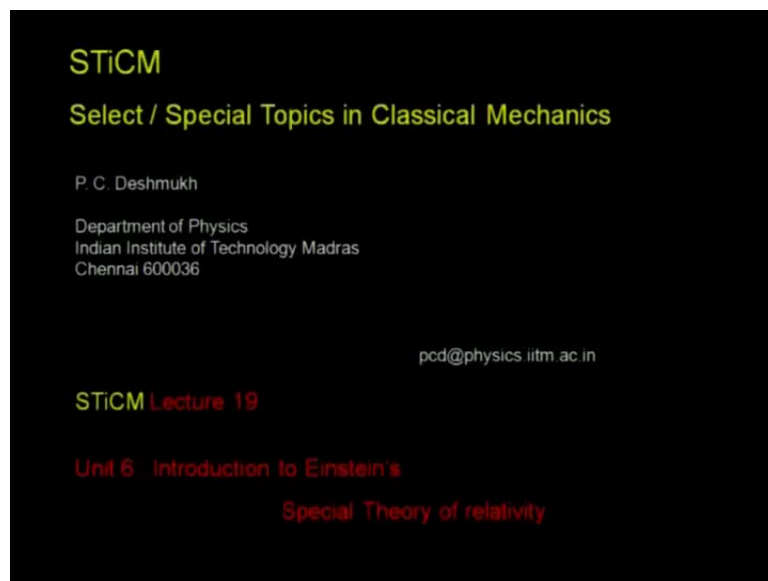 STiCM
Select / Special Topics in Classical Mechanics
P. C. Deshmukh
Department of Physics
Indian Institute of Technology Madras
Chennai 600036
pcd@physics.iitm.ac.in
STiCM Lecture 19
Unit 6 Introduction to Einstein's
Special Theory of relativity